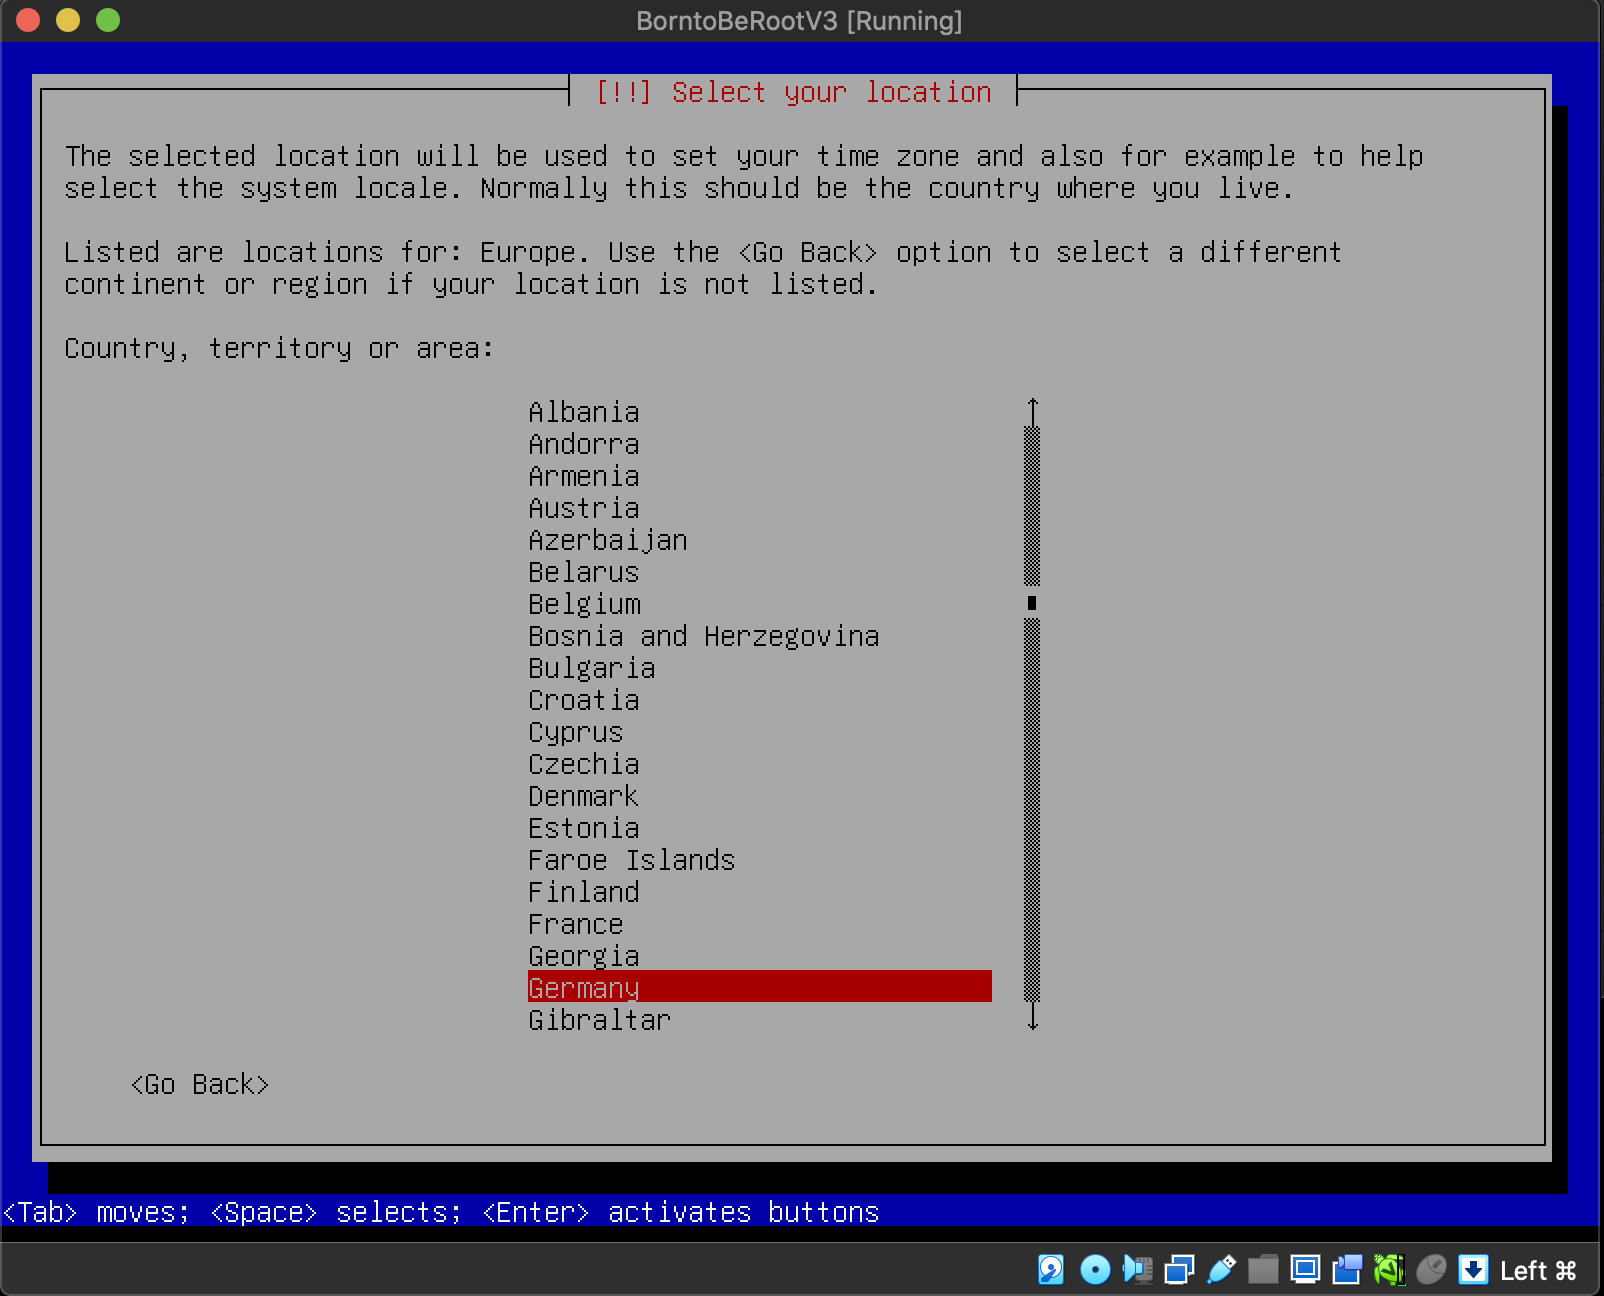 BorntoBeRootV3 [Running]
[!!] Select your location
The selected location will be used to set your time zone and also for example to help
select the system locale. Normally this should be the country where you live.
Listed are locations for: Europe. Use the <Go Back> option to select a different
continent or region if your location is not listed.
Country, territory or area:
Albania
Andorra
Armenia
Austria
Azerbaijan
Belarus
Belgium
Bosnia and Herzegovina
Bulgaria
Croatia
Cyprus
Czechia
Denmark
Estonia
Faroe Islands
Finland
France
Georgia
Germany
Gibraltar
<Go Back>
<Tab> moves; <Space> selects; <Enter> activates buttons
Left ⌘